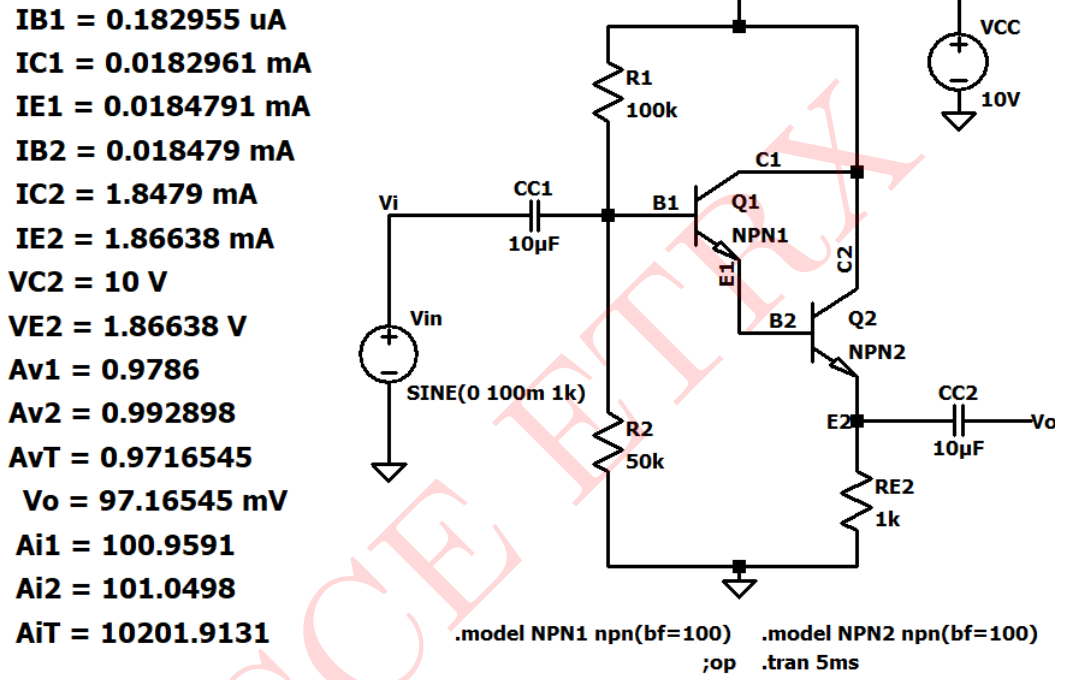 IB1 = 0.182955 uA
IC1 = 0.0182961 mA
IE1 = 0.0184791 mA
IB2 = 0.018479 mA
IC2 = 1.8479 mA
IE2 = 1.86638 mA
VC2 = 10 V
VE2 = 1.86638 V
Av1 = 0.9786
Av2 = 0.992898
AvT = 0.9716545
Vo = 97.16545 mV
Ai1 = 100.9591
Ai2 = 101.0498
AiT = 10201.9131
VCC
10V
R1
100k
C1
CC1
10µF
Vi
B1
Q1
NPN1
E1
C2
B2
Q2
NPN2
Vin
SINE(0 100m 1k)
R2
50k
E2
CC2
10µF
Vo
RE2
1k
.model NPN1 npn(bf=100) .model NPN2 npn(bf=100)
;op .tran 5ms
CE ETRX